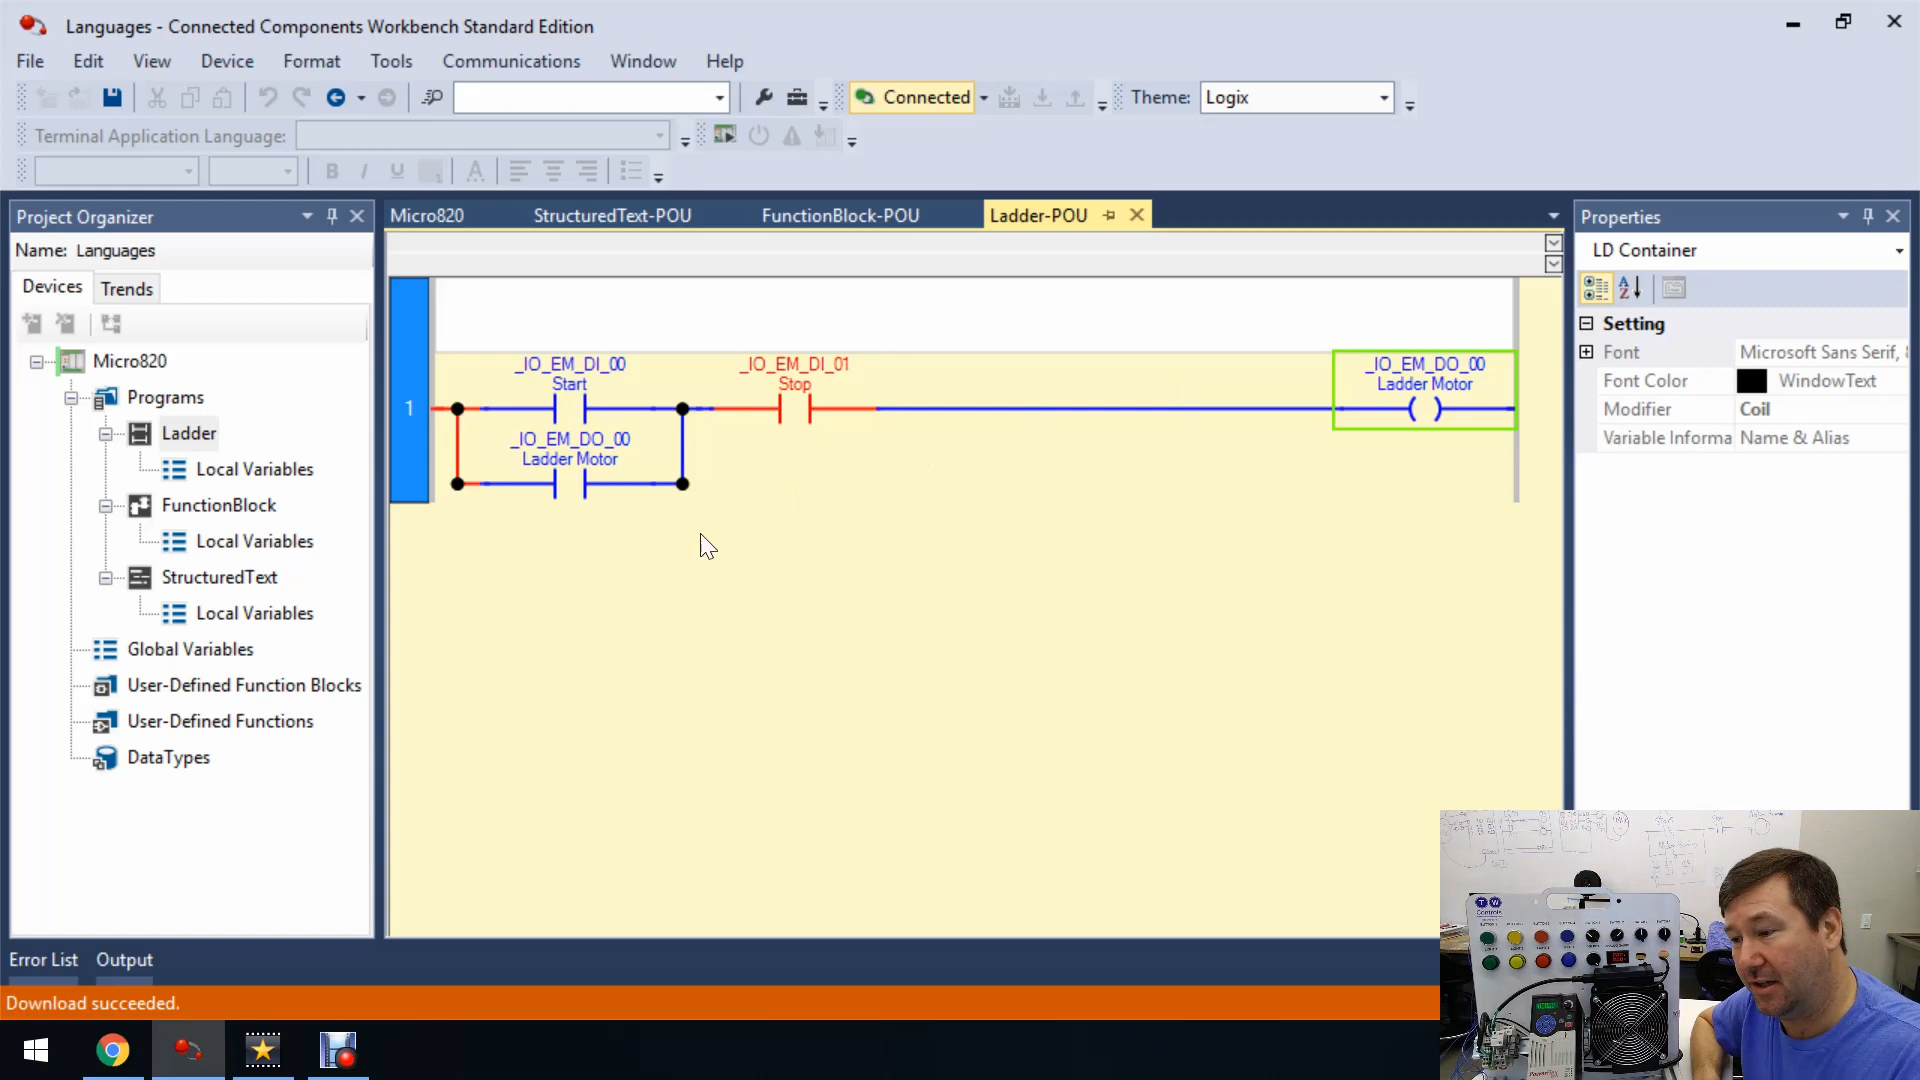 Languages - Connected Components Workbench Standard Edition
File Edit View Device Format Tools Communications Window Help
Connected Theme: Logix
Terminal Application Language:
B I U A
Project Organizer
Name: Languages
Devices Trends
Micro820
Programs
Ladder
Local Variables
FunctionBlock
Local Variables
StructuredText
Local Variables
Global Variables
User-Defined Function Blocks
User-Defined Functions
DataTypes
Micro820 StructuredText-POU FunctionBlock-POU Ladder-POU
1
_IO_EM_DI_00
Start
_IO_EM_DI_01
Stop
_IO_EM_DO_00
Ladder Motor
_IO_EM_DO_00
Ladder Motor
Properties
LD Container
Setting
Font Microsoft Sans Serif,
Font Color WindowText
Modifier Coil
Variable Informa Name & Alias
Error List Output
Download succeeded.
T W
Controls